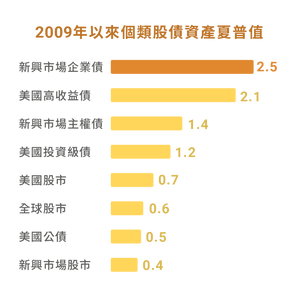 2009年以來個類股債資產夏普值
新興市場企業債 2.5
美國高收益債 2.1
新興市場主權債 1.4
美國投資級債 1.2
美國股市 0.7
全球股市 0.6
美國公債 0.5
新興市場股市 0.4